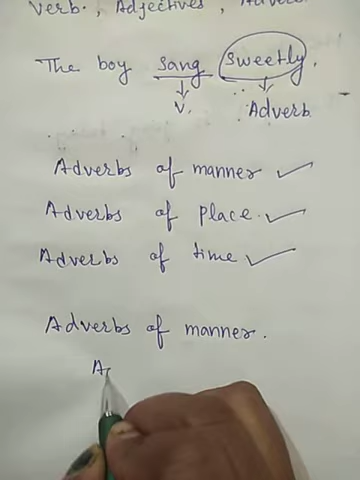 verb., Adjectives, Adverb
The boy sang sweetly.
V. Adverb
Adverbs of manner
Adverbs of place.
Adverbs of time
Adverbs of manner.
A